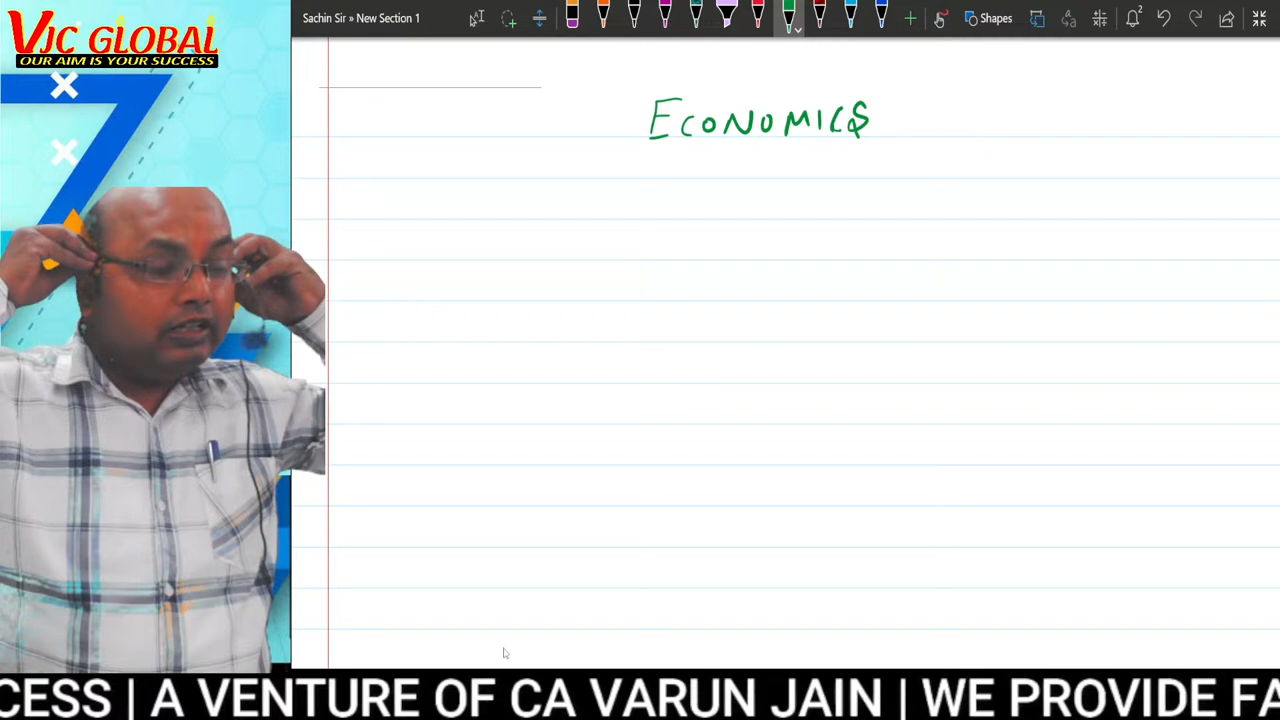 VJC GLOBAL
OUR AIM IS YOUR SUCCESS
Sachin Sir » New Section 1
Shapes
2
ECONOMICS
CESS | A VENTURE OF CA VARUN JAIN | WE PROVIDE FA